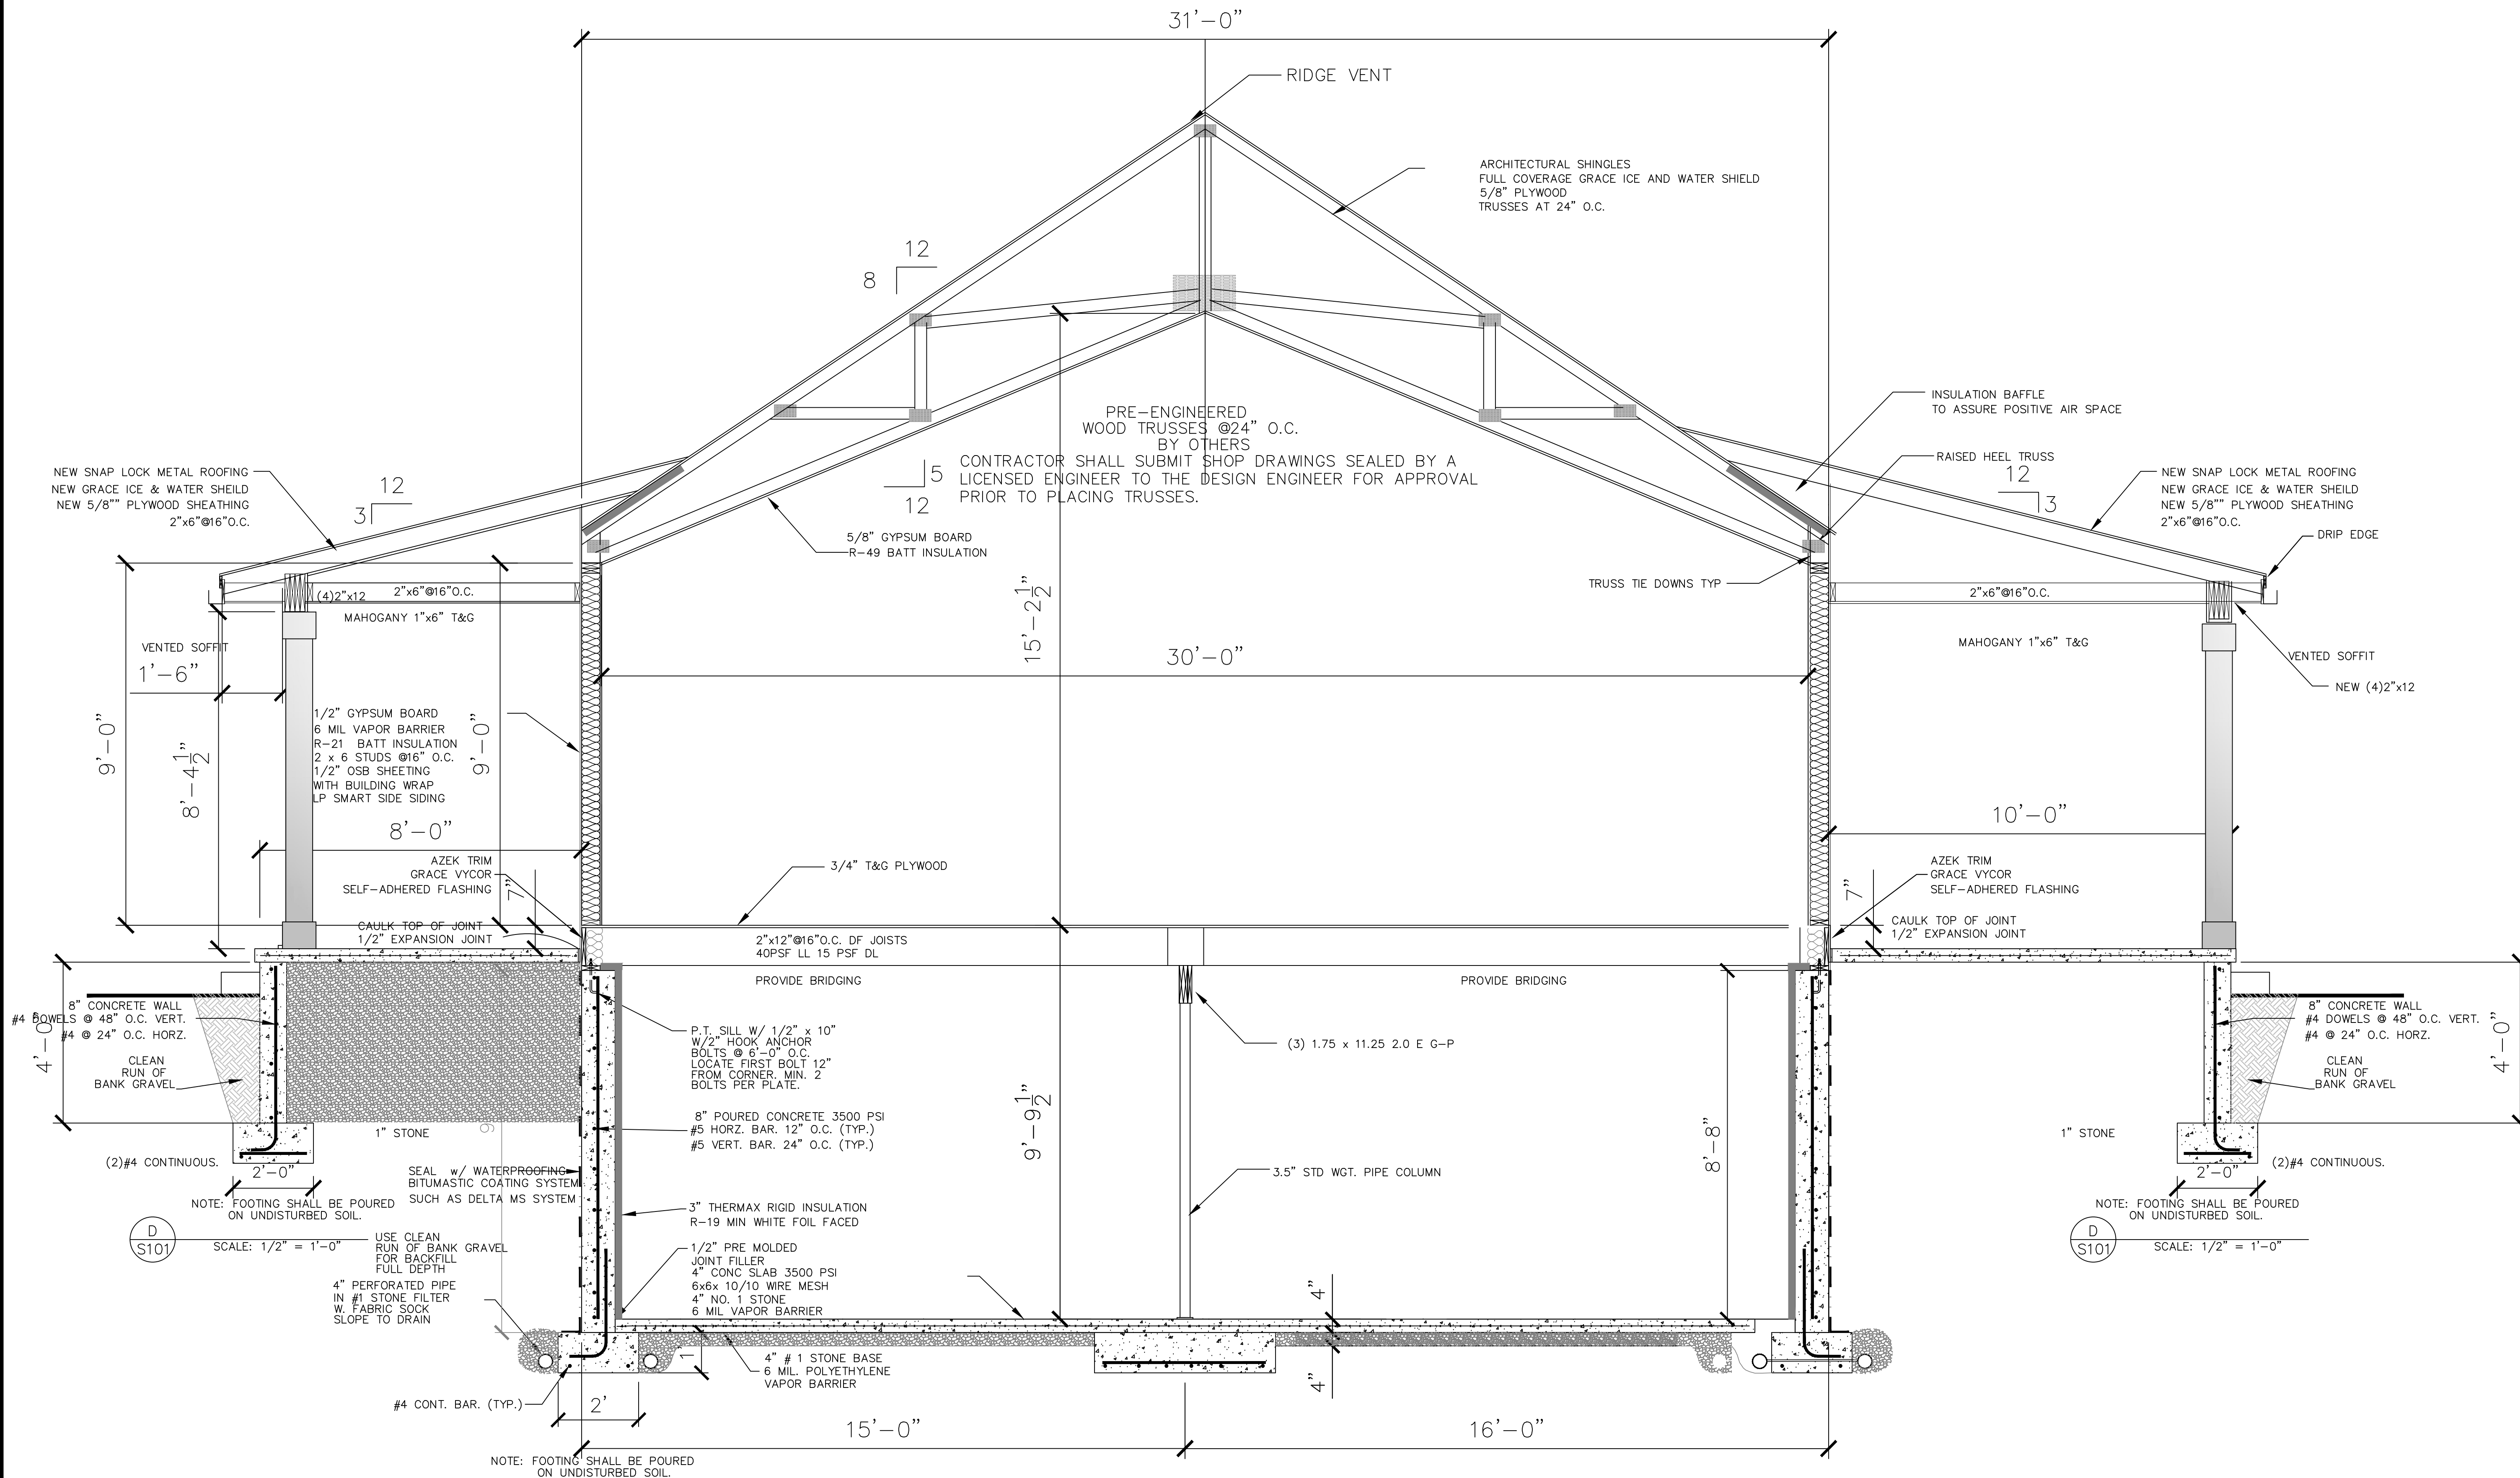 31'-0"
RIDGE VENT
ARCHITECTURAL SHINGLES
FULL COVERAGE GRACE ICE AND WATER SHIELD
5/8" PLYWOOD
TRUSSES AT 24" O.C.
12
8
INSULATION BAFFLE
TO ASSURE POSITIVE AIR SPACE
PRE-ENGINEERED
WOOD TRUSSES @24" O.C.
BY OTHERS
CONTRACTOR SHALL SUBMIT SHOP DRAWINGS SEALED BY A
LICENSED ENGINEER TO THE DESIGN ENGINEER FOR APPROVAL
PRIOR TO PLACING TRUSSES.
5
12
RAISED HEEL TRUSS
NEW SNAP LOCK METAL ROOFING
NEW GRACE ICE & WATER SHEILD
NEW 5/8"" PLYWOOD SHEATHING
2"x6"@16"O.C.
12
3
12
3
NEW SNAP LOCK METAL ROOFING
NEW GRACE ICE & WATER SHEILD
NEW 5/8"" PLYWOOD SHEATHING
2"x6"@16"O.C.
DRIP EDGE
5/8" GYPSUM BOARD
R-49 BATT INSULATION
TRUSS TIE DOWNS TYP
(4)2"x12
2"x6"@16"O.C.
MAHOGANY 1"x6" T&G
2"x6"@16"O.C.
MAHOGANY 1"x6" T&G
VENTED SOFFIT
1'-6"
VENTED SOFFIT
NEW (4)2"x12
15'-2 1/2"
30'-0"
9'-0"
8'-4 1/2"
9'-0"
1/2" GYPSUM BOARD
6 MIL VAPOR BARRIER
R-21 BATT INSULATION
2 x 6 STUDS @16" O.C.
1/2" OSB SHEETING
WITH BUILDING WRAP
LP SMART SIDE SIDING
8'-0"
10'-0"
AZEK TRIM
GRACE VYCOR
SELF-ADHERED FLASHING
7"
CAULK TOP OF JOINT
1/2" EXPANSION JOINT
3/4" T&G PLYWOOD
7"
AZEK TRIM
GRACE VYCOR
SELF-ADHERED FLASHING
CAULK TOP OF JOINT
1/2" EXPANSION JOINT
2"x12"@16"O.C. DF JOISTS
40PSF LL 15 PSF DL
PROVIDE BRIDGING
PROVIDE BRIDGING
8" CONCRETE WALL
#4 DOWELS @ 48" O.C. VERT.
#4 @ 24" O.C. HORZ.
CLEAN
RUN OF
BANK GRAVEL
4'-0"
P.T. SILL W/ 1/2" x 10"
W/2" HOOK ANCHOR
BOLTS @ 6'-0" O.C.
LOCATE FIRST BOLT 12"
FROM CORNER. MIN. 2
BOLTS PER PLATE.
(3) 1.75 x 11.25 2.0 E G-P
8" CONCRETE WALL
#4 DOWELS @ 48" O.C. VERT.
#4 @ 24" O.C. HORZ.
CLEAN
RUN OF
BANK GRAVEL
4'-0"
8" POURED CONCRETE 3500 PSI
#5 HORZ. BAR. 12" O.C. (TYP.)
#5 VERT. BAR. 24" O.C. (TYP.)
9'-9 1/2"
8'-8"
1" STONE
1" STONE
(2)#4 CONTINUOUS.
2'-0"
SEAL w/ WATERPROOFING
BITUMASTIC COATING SYSTEM
SUCH AS DELTA MS SYSTEM
3.5" STD WGT. PIPE COLUMN
(2)#4 CONTINUOUS.
2'-0"
NOTE: FOOTING SHALL BE POURED
ON UNDISTURBED SOIL.
D
S101
SCALE: 1/2" = 1'-0"
NOTE: FOOTING SHALL BE POURED
ON UNDISTURBED SOIL.
D
S101
SCALE: 1/2" = 1'-0"
3" THERMAX RIGID INSULATION
R-19 MIN WHITE FOIL FACED
USE CLEAN
RUN OF BANK GRAVEL
FOR BACKFILL
FULL DEPTH
1/2" PRE MOLDED
JOINT FILLER
4" CONC SLAB 3500 PSI
6x6x 10/10 WIRE MESH
4" NO. 1 STONE
6 MIL VAPOR BARRIER
4" PERFORATED PIPE
IN #1 STONE FILTER
W. FABRIC SOCK
SLOPE TO DRAIN
4"
4"
1'
4" # 1 STONE BASE
6 MIL. POLYETHYLENE
VAPOR BARRIER
#4 CONT. BAR. (TYP.)
2'
15'-0"
16'-0"
NOTE: FOOTING SHALL BE POURED
ON UNDISTURBED SOIL.